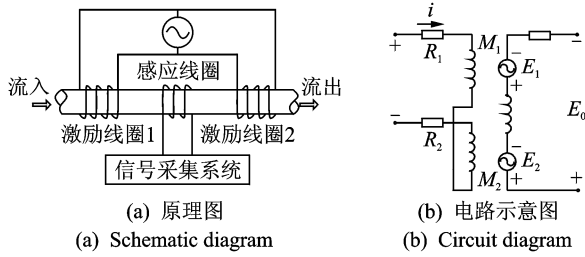 感应线圈
流入
流出
激励线圈1
激励线圈2
信号采集系统
(a) 原理图
(a) Schematic diagram
i
+
R₁
M₁
−
−
E₁
+
E₀
−
R₂
−
E₂
M₂
+
+
(b) 电路示意图
(b) Circuit diagram